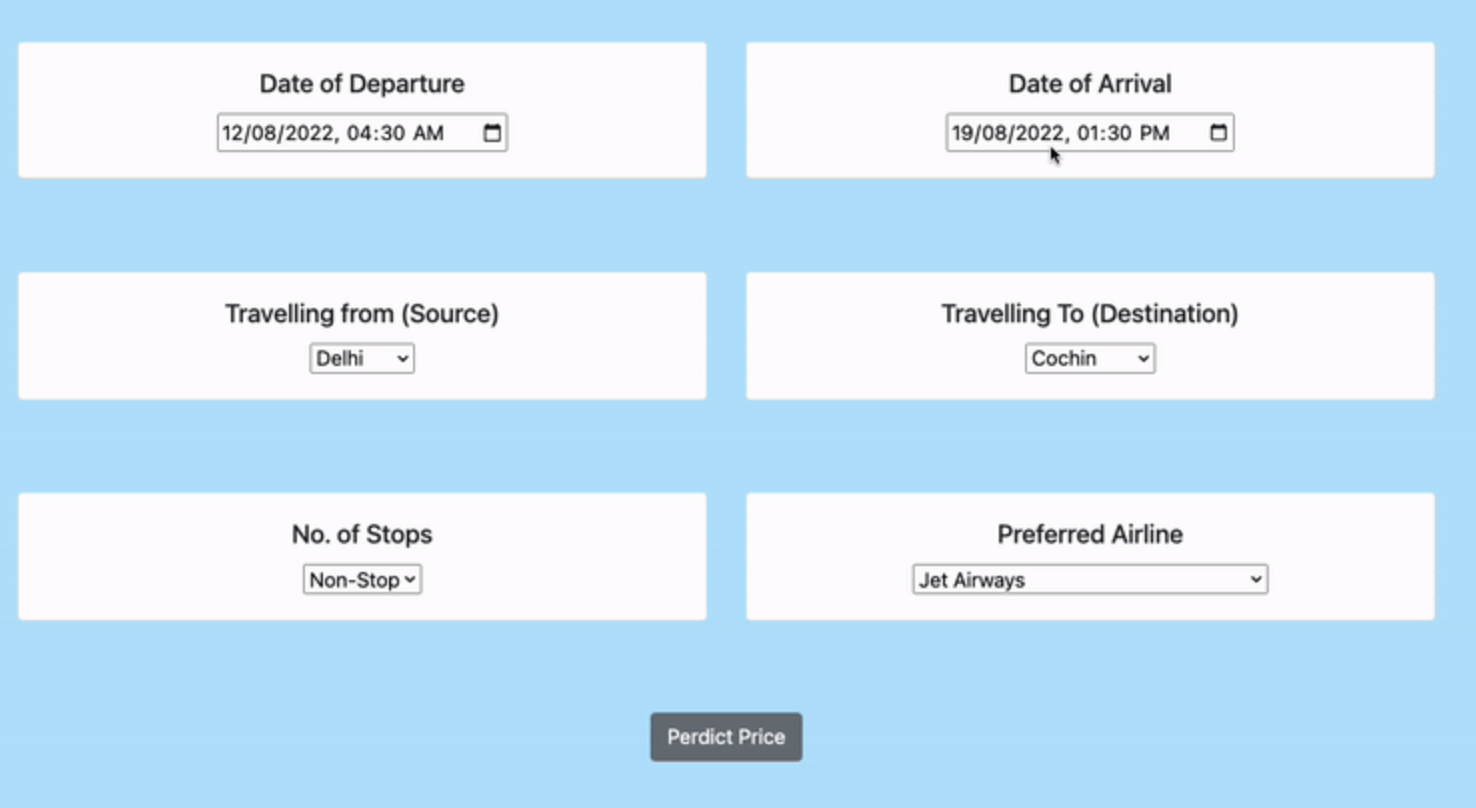 Date of Departure
12/08/2022, 04:30 AM
Date of Arrival
19/08/2022, 01:30 PM
Travelling from (Source)
Delhi
Travelling To (Destination)
Cochin
No. of Stops
Non-Stop
Preferred Airline
Jet Airways
Perdict Price